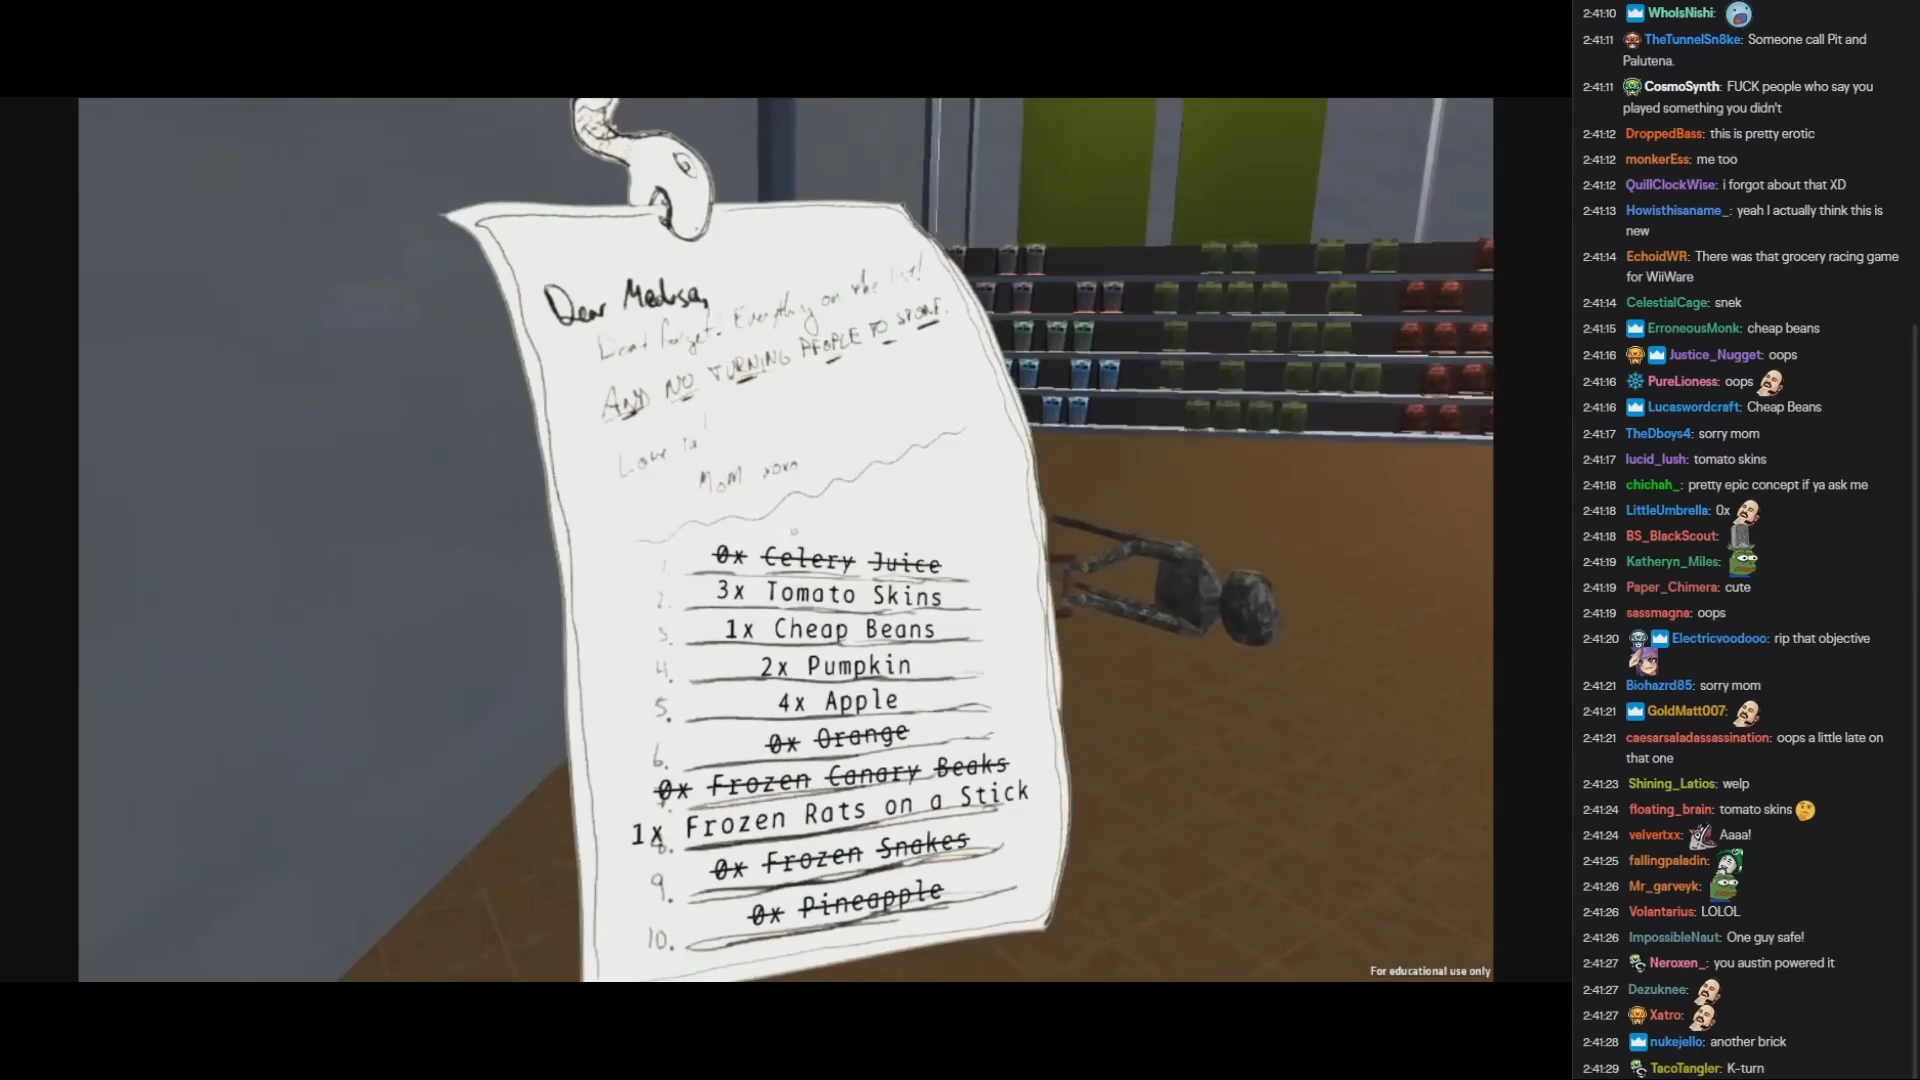 Dear Medusa,
Dont forget! Everything on the list!
AND NO TURNING PEOPLE TO STONE.
Love ya!
MoM xoxo
1. 0x Celery Juice
2. 3x Tomato Skins
3. 1x Cheap Beans
4. 2x Pumpkin
5. 4x Apple
6. 0x Orange
0x Frozen Canary Beaks
8. 1x Frozen Rats on a Stick
9. 0x Frozen Snakes
10. 0x Pineapple
For educational use only
2:41:10 WhoIsNishi:
2:41:11 TheTunnelSn8ke: Someone call Pit and
Palutena.
2:41:11 CosmoSynth: FUCK people who say you
played something you didn't
2:41:12 DroppedBass: this is pretty erotic
2:41:12 monkerEss: me too
2:41:12 QuillClockWise: i forgot about that XD
2:41:13 Howisthisaname_: yeah I actually think this is
new
2:41:14 EchoidWR: There was that grocery racing game
for WiiWare
2:41:14 CelestialCage: snek
2:41:15 ErroneousMonk: cheap beans
2:41:16 Justice_Nugget: oops
2:41:16 PureLioness: oops
2:41:16 Lucaswordcraft: Cheap Beans
2:41:17 TheDboys4: sorry mom
2:41:17 lucid_lush: tomato skins
2:41:18 chichah_: pretty epic concept if ya ask me
2:41:18 LittleUmbrella: 0x
2:41:18 BS_BlackScout:
2:41:19 Katheryn_Miles:
2:41:19 Paper_Chimera: cute
2:41:19 sassmagna: oops
2:41:20 Electricvoodooo: rip that objective
2:41:21 Biohazrd85: sorry mom
2:41:21 GoldMatt007:
2:41:21 caesarsaladassassination: oops a little late on
that one
2:41:23 Shining_Latios: welp
2:41:24 floating_brain: tomato skins
2:41:24 velvertxx: Aaaa!
2:41:25 fallingpaladin:
2:41:26 Mr_garveyk:
2:41:26 Volantarius: LOLOL
2:41:26 ImpossibleNaut: One guy safe!
2:41:27 Neroxen_: you austin powered it
2:41:27 Dezuknee:
2:41:27 Xatro:
2:41:28 nukejello: another brick
2:41:29 TacoTangler: K-turn